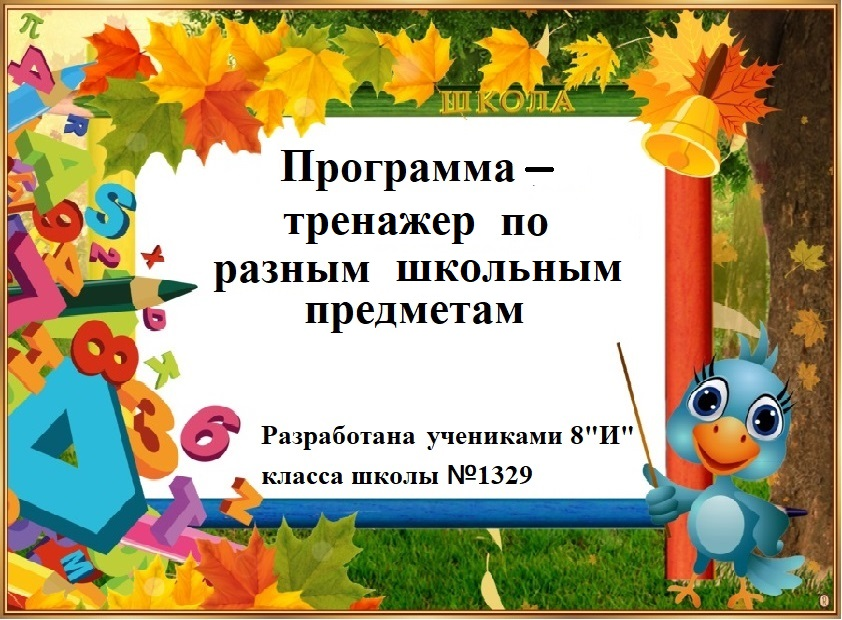 ШКОЛА
Программа –
тренажер по
разным школьным
предметам
Разработана учениками 8"И"
класса школы №1329